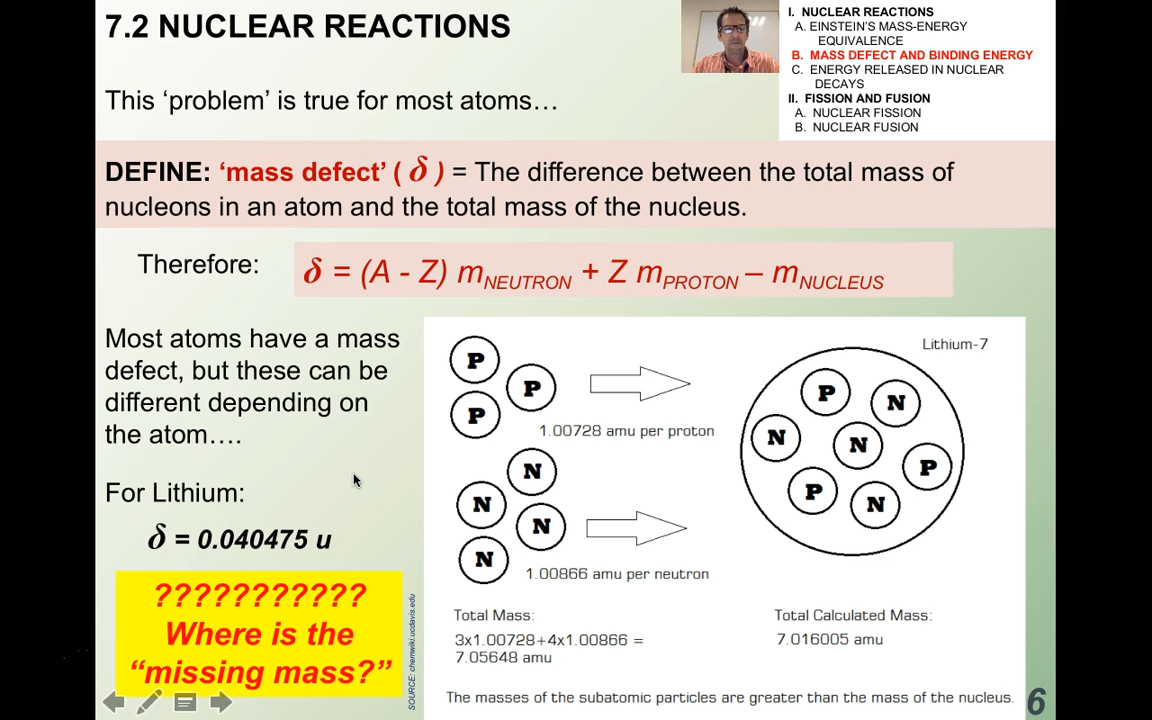 7.2 NUCLEAR REACTIONS
I. NUCLEAR REACTIONS
A. EINSTEIN'S MASS-ENERGY
EQUIVALENCE
B. MASS DEFECT AND BINDING ENERGY
C. ENERGY RELEASED IN NUCLEAR
DECAYS
II. FISSION AND FUSION
A. NUCLEAR FISSION
B. NUCLEAR FUSION
This ‘problem’ is true for most atoms…
DEFINE: ‘mass defect’ ( δ ) = The difference between the total mass of
nucleons in an atom and the total mass of the nucleus.
Therefore:
δ = (A - Z) mNEUTRON + Z mPROTON – mNUCLEUS
Most atoms have a mass
defect, but these can be
different depending on
the atom….
For Lithium:
δ = 0.040475 u
???????????
Where is the
“missing mass?”
SOURCE: chemwiki.ucdavis.edu
P
P
P
1.00728 amu per proton
N
N
N
N
1.00866 amu per neutron
Lithium-7
P
N
N
N
P
P
N
Total Mass:
3x1.00728+4x1.00866 =
7.05648 amu
Total Calculated Mass:
7.016005 amu
The masses of the subatomic particles are greater than the mass of the nucleus.
6